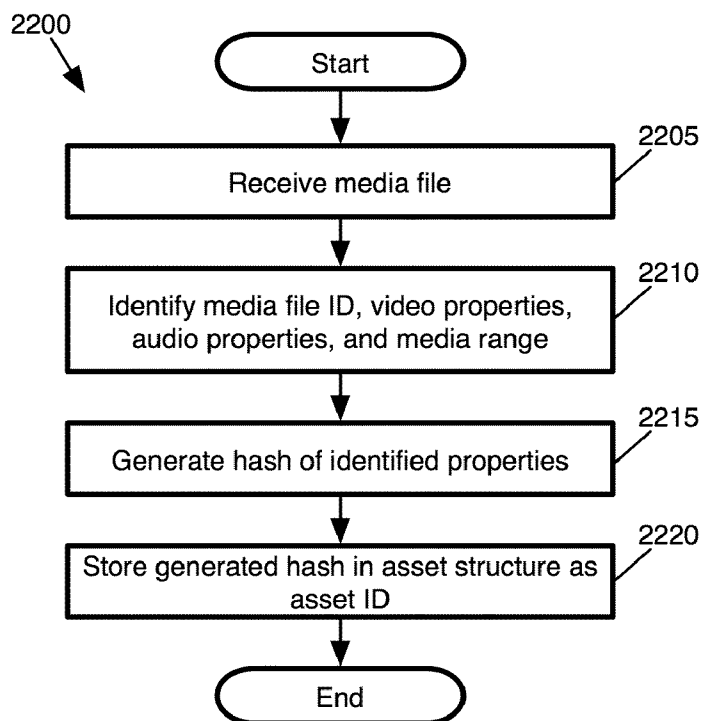 2200
Start
2205
Receive media file
2210
Identify media file ID, video properties,
audio properties, and media range
2215
Generate hash of identified properties
2220
Store generated hash in asset structure as
asset ID
End